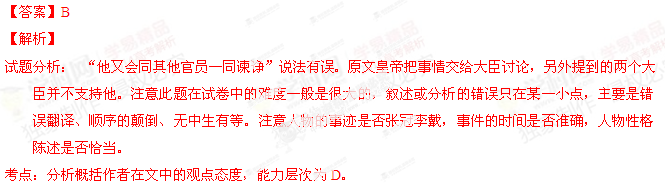 【答案】B
【解析】
试题分析： “他又会同其他官员一同谏诤”说法有误。原文皇帝把事情交给大臣讨论，另外提到的两个大
臣并不支持他。注意此题在试卷中的难度一般是很大的，叙述或分析的错误只在某一小点，主要是错
误翻译、顺序的颠倒、无中生有等。注意人物的事迹是否张冠李戴，事件的时间是否准确，人物性格
陈述是否恰当。
考点：分析概括作者在文中的观点态度，能力层次为 D。